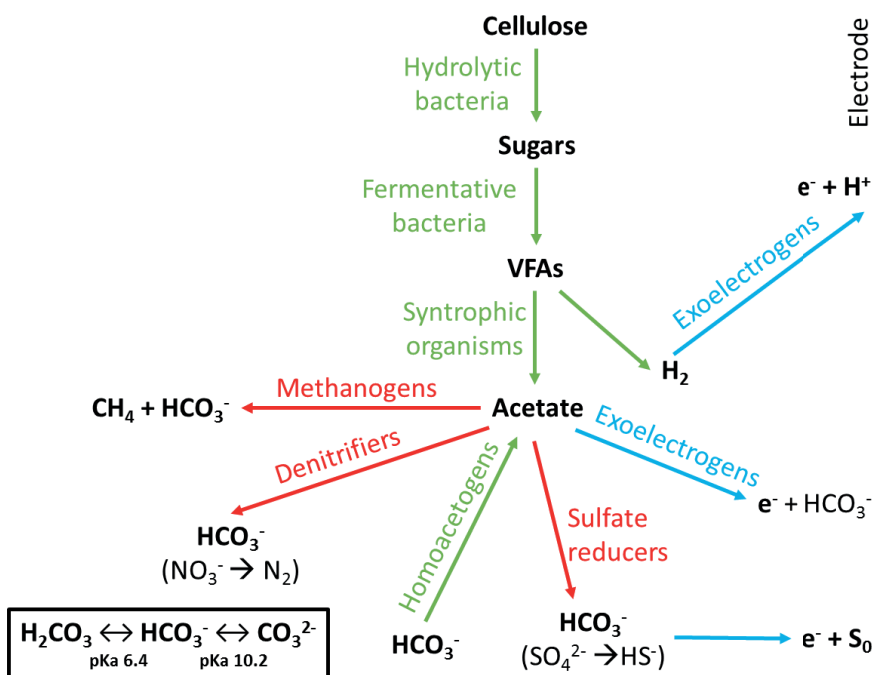 Cellulose
Electrode
Hydrolytic
bacteria
Sugars
Fermentative
bacteria
e⁻ + H⁺
VFAs
Exoelectrogens
Syntrophic
organisms
H₂
Methanogens
CH₄ + HCO₃⁻
Acetate
Exoelectrogens
Denitrifiers
e⁻ + HCO₃⁻
Homoacetogens
Sulfate
reducers
HCO₃⁻
(NO₃⁻ → N₂)
HCO₃⁻
(SO₄²⁻ →HS⁻)
e⁻ + S₀
HCO₃⁻
H₂CO₃ ↔ HCO₃⁻ ↔ CO₃²⁻
pKa 6.4 pKa 10.2